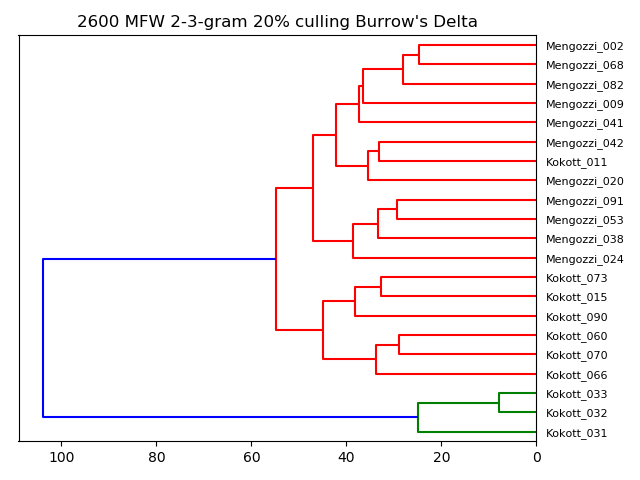 2600 MFW 2-3-gram 20% culling Burrow's Delta
Mengozzi_002
Mengozzi_068
Mengozzi_082
Mengozzi_009
Mengozzi_041
Mengozzi_042
Kokott_011
Mengozzi_020
Mengozzi_091
Mengozzi_053
Mengozzi_038
Mengozzi_024
Kokott_073
Kokott_015
Kokott_090
Kokott_060
Kokott_070
Kokott_066
Kokott_033
Kokott_032
Kokott_031
100 80 60 40 20 0